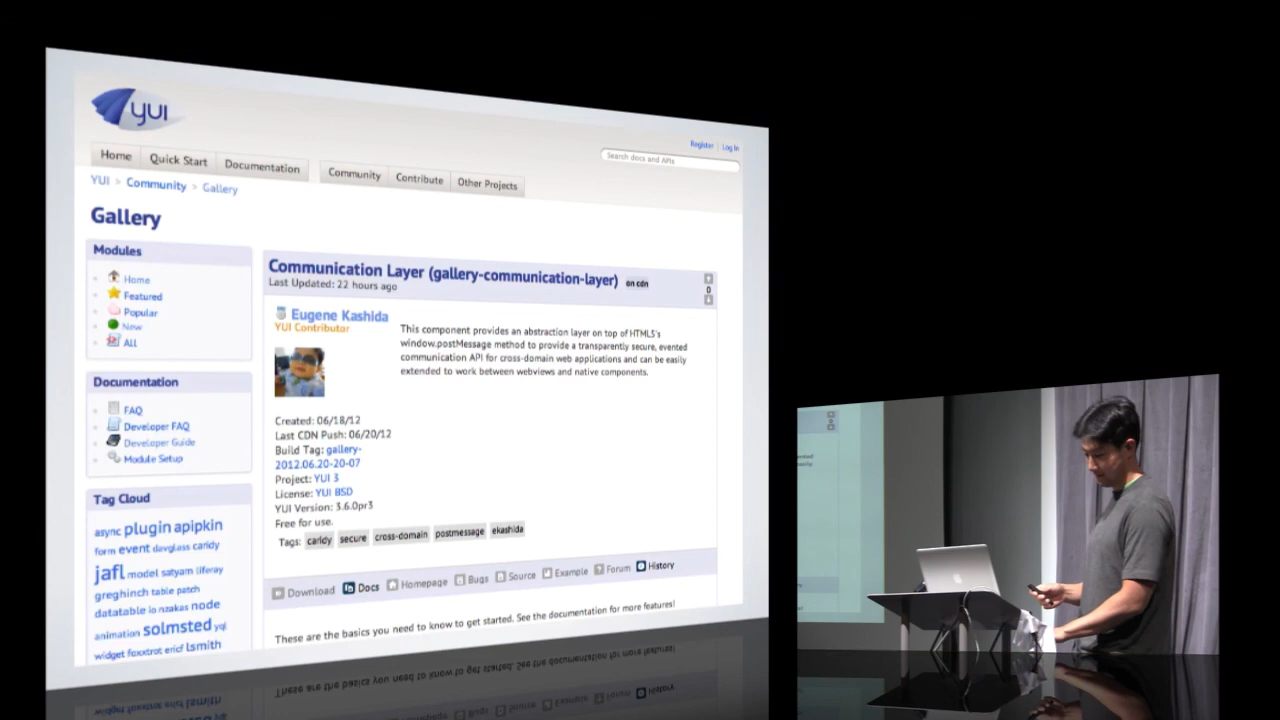 yui
Register | Log In
Search docs and APIs
Home Quick Start Documentation Community Contribute Other Projects
YUI > Community > Gallery
Gallery
Modules
Home
Featured
Popular
New
All
Documentation
FAQ
Developer FAQ
Developer Guide
Module Setup
Tag Cloud
async plugin apipkin
form event davglass caridy
jafl model satyam liferay
greghinch table patch
datatable io nzakas node
animation solmsted yql
widget foxxtrot ericf lsmith
Communication Layer (gallery-communication-layer) on cdn
Last Updated: 22 hours ago
0
Eugene Kashida
YUI Contributor
This component provides an abstraction layer on top of HTML5's
window.postMessage method to provide a transparently secure, evented
communication API for cross-domain web applications and can be easily
extended to work between webviews and native components.
Created: 06/18/12
Last CDN Push: 06/20/12
Build Tag: gallery-
2012.06.20-20-07
Project: YUI 3
License: YUI BSD
YUI Version: 3.6.0pr3
Free for use.
Tags: caridy secure cross-domain postmessage ekashida
Download Docs Homepage Bugs Source Example Forum History
These are the basics you need to know to get started. See the documentation for more features!